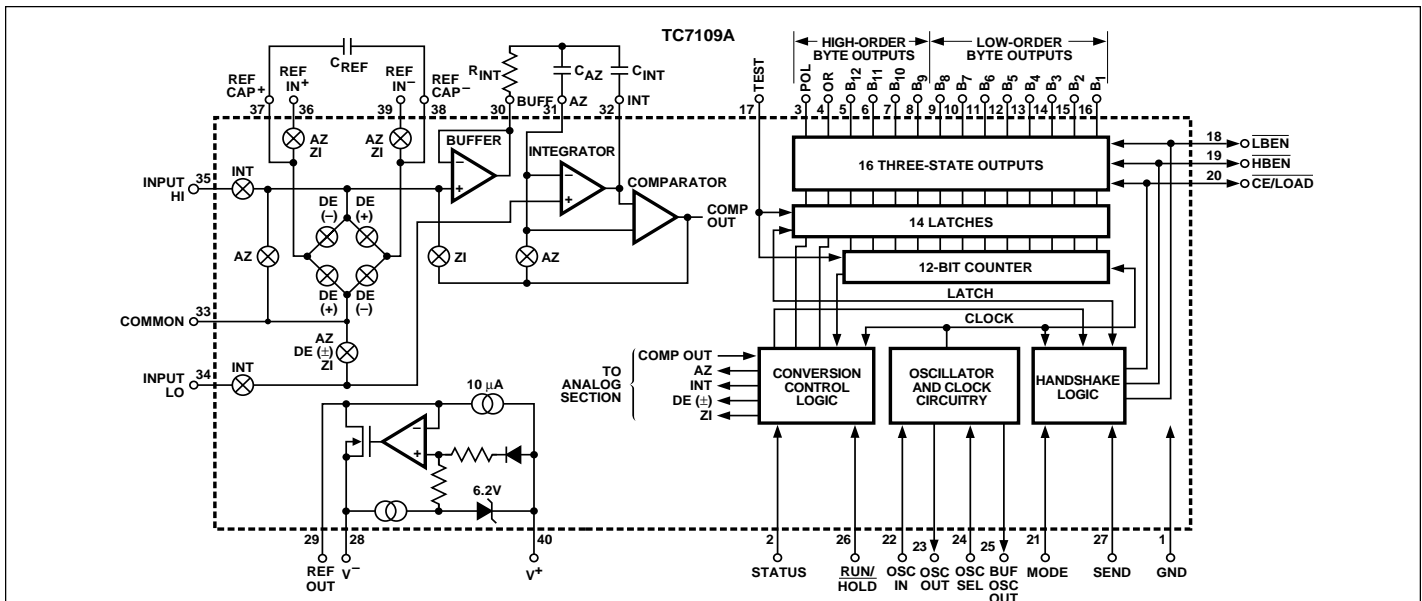 TC7109A
HIGH-ORDER BYTE OUTPUTS
LOW-ORDER BYTE OUTPUTS
C REF
R INT
C AZ
C INT
REF CAP+
REF IN+
REF IN–
REF CAP–
37 36 39 38
30 BUFF
31 AZ
32 INT
TEST
POL
OR
B12
B11
B10
B9
B8
B7
B6
B5
B4
B3
B2
B1
17 3 4 5 6 7 8 9 10 11 12 13 14 15 16
AZ ZI
AZ ZI
BUFFER
–
+
INTEGRATOR
–
+
COMPARATOR
COMP OUT
16 THREE-STATE OUTPUTS
18 LBEN
19 HBEN
20 CE/LOAD
INPUT HI
35
INT
DE (–)
DE (+)
AZ
ZI
AZ
14 LATCHES
12-BIT COUNTER
DE (+)
DE (–)
LATCH
COMMON
33
CLOCK
AZ
DE (±)
ZI
INPUT LO
34
INT
TO ANALOG SECTION
COMP OUT
AZ
INT
DE (±)
ZI
CONVERSION CONTROL LOGIC
OSCILLATOR AND CLOCK CIRCUITRY
HANDSHAKE LOGIC
10 µA
–
+
6.2V
29
REF OUT
28
V–
40
V+
2
STATUS
26
RUN/HOLD
22
OSC IN
23
OSC OUT
24
OSC SEL
25
BUF OSC OUT
21
MODE
27
SEND
1
GND